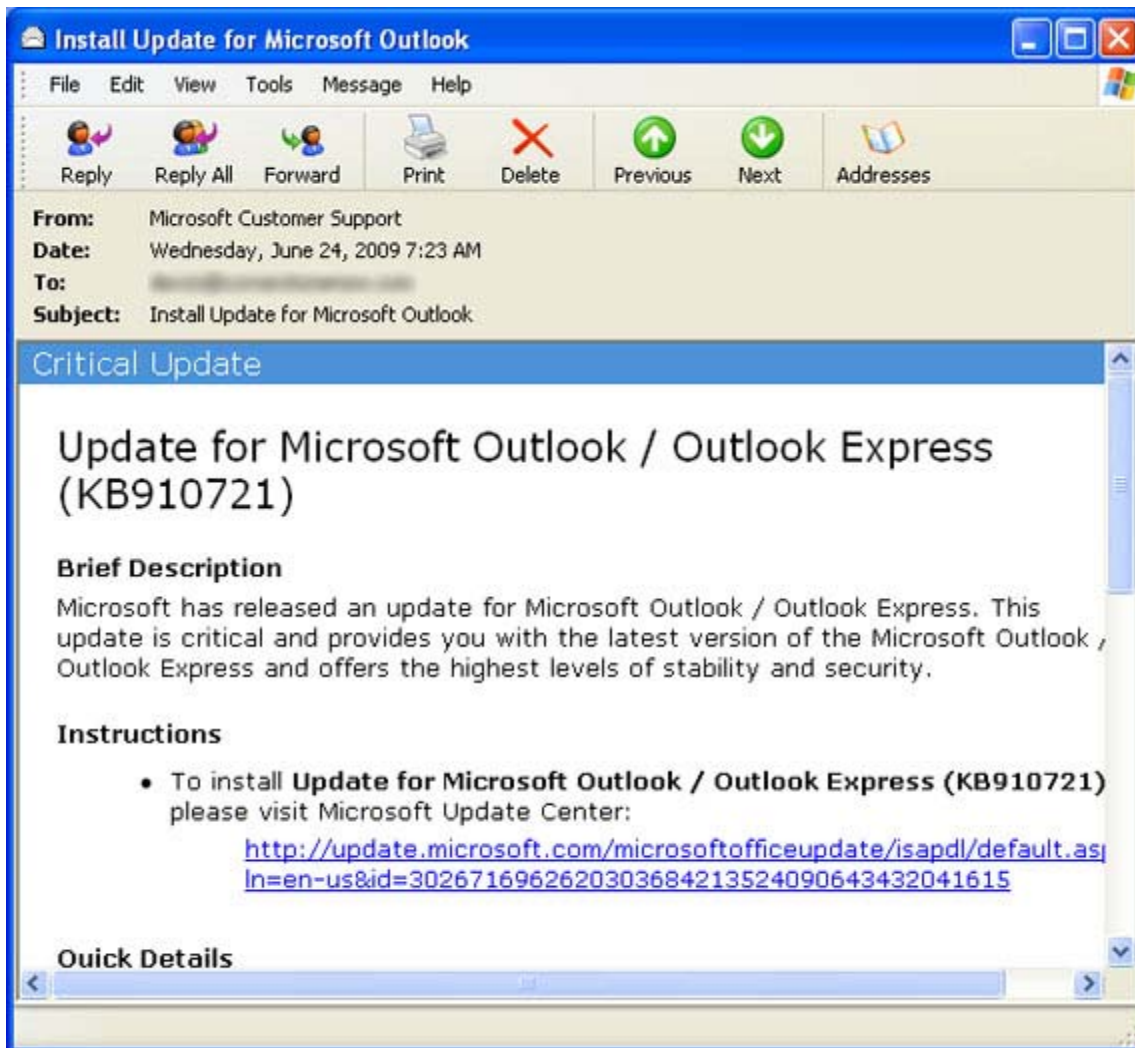 Install Update for Microsoft Outlook
File Edit View Tools Message Help
Reply Reply All Forward Print Delete Previous Next Addresses
From: Microsoft Customer Support
Date: Wednesday, June 24, 2009 7:23 AM
To:
Subject: Install Update for Microsoft Outlook
Critical Update
Update for Microsoft Outlook / Outlook Express
(KB910721)
Brief Description
Microsoft has released an update for Microsoft Outlook / Outlook Express. This
update is critical and provides you with the latest version of the Microsoft Outlook /
Outlook Express and offers the highest levels of stability and security.
Instructions
• To install Update for Microsoft Outlook / Outlook Express (KB910721)
please visit Microsoft Update Center:
http://update.microsoft.com/microsoftofficeupdate/isapdl/default.asp
ln=en-us&id=3026716962620303684213524090643432041615
Quick Details